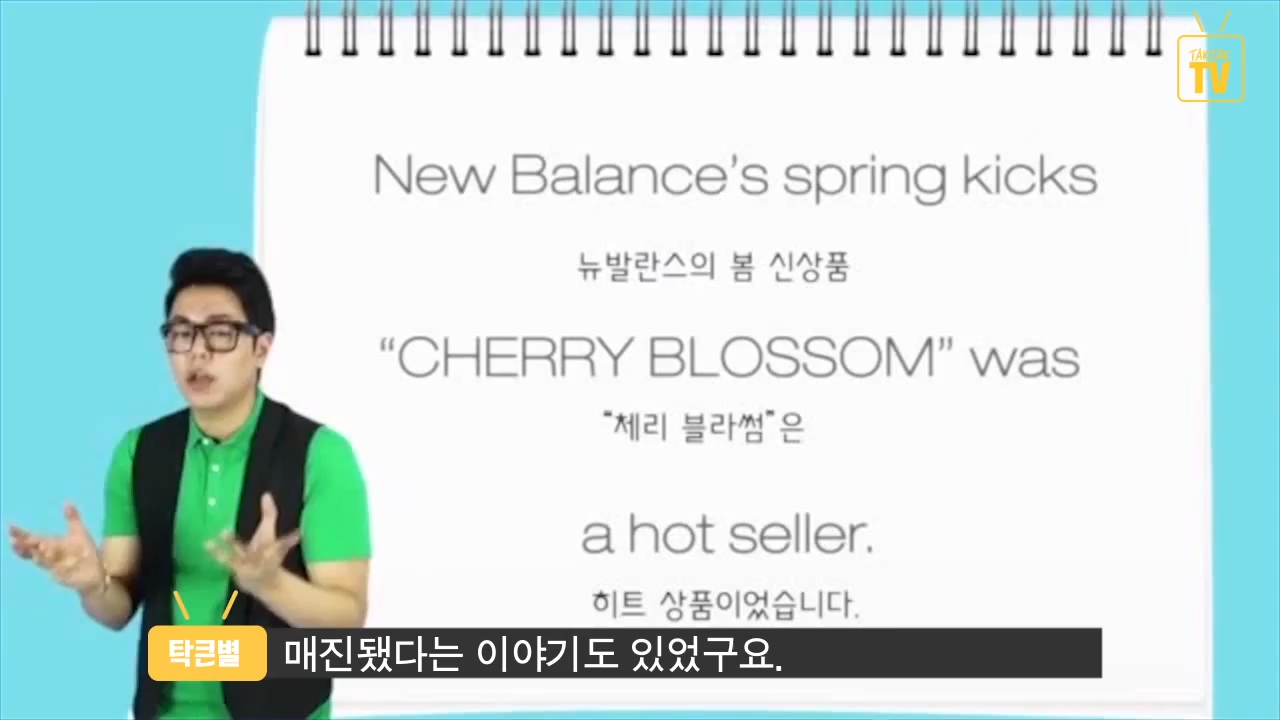 TV
New Balance's spring kicks
뉴발란스의 봄 신상품
“CHERRY BLOSSOM” was
“체리 블라썸”은
a hot seller.
히트 상품이었습니다.
탁큰별
매진됐다는 이야기도 있었구요.